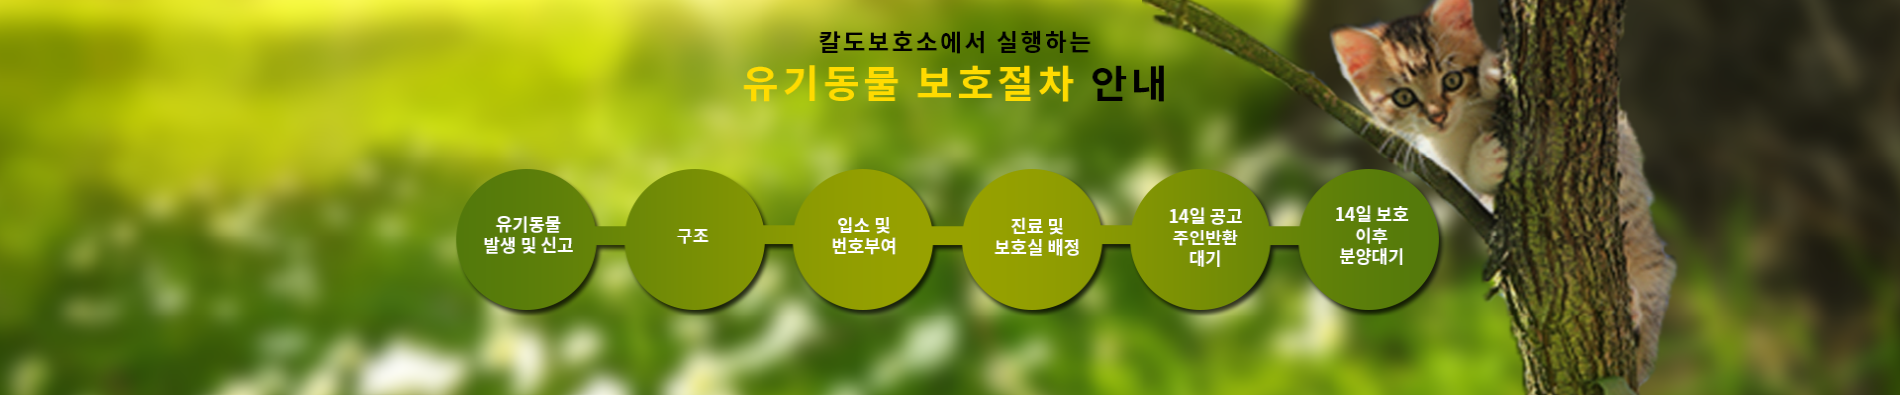 칼도보호소에서 실행하는
유기동물 보호절차 안내
유기동물
발생 및 신고
구조
입소 및
번호부여
진료 및
보호실 배정
14일 공고
주인반환
대기
14일 보호
이후
분양대기